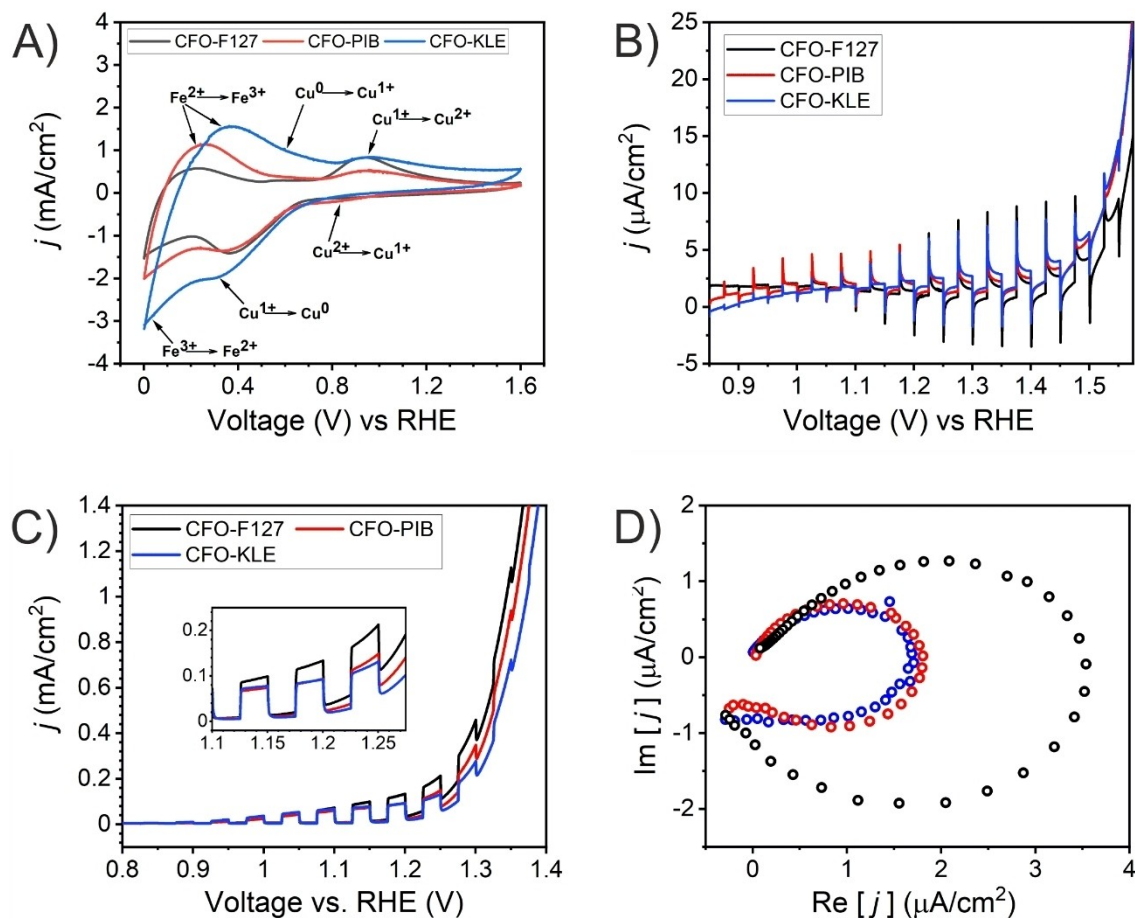 A)
CFO-F127 CFO-PIB CFO-KLE
Fe2+ → Fe3+
Cu0 → Cu1+
Cu1+ → Cu2+
Cu2+ → Cu1+
Cu1+ → Cu0
Fe3+ → Fe2+
4
3
2
1
0
-1
-2
-3
-4
0 0.4 0.8 1.2 1.6
j (mA/cm2)
Voltage (V) vs RHE
B)
CFO-F127
CFO-PIB
CFO-KLE
25
20
15
10
5
0
-5
0.9 1 1.1 1.2 1.3 1.4 1.5
j (µA/cm2)
Voltage (V) vs RHE
C)
CFO-F127 CFO-PIB
CFO-KLE
1.4
1.2
1.0
0.8
0.6
0.4
0.2
0
0.2
0.1
0
1.1 1.15 1.2 1.25
0.8 0.9 1 1.1 1.2 1.3 1.4
j (mA/cm2)
Voltage vs. RHE (V)
D)
2
1
0
-1
-2
0 1 2 3 4
Im [ j ] (µA/cm2)
Re [ j ] (µA/cm2)